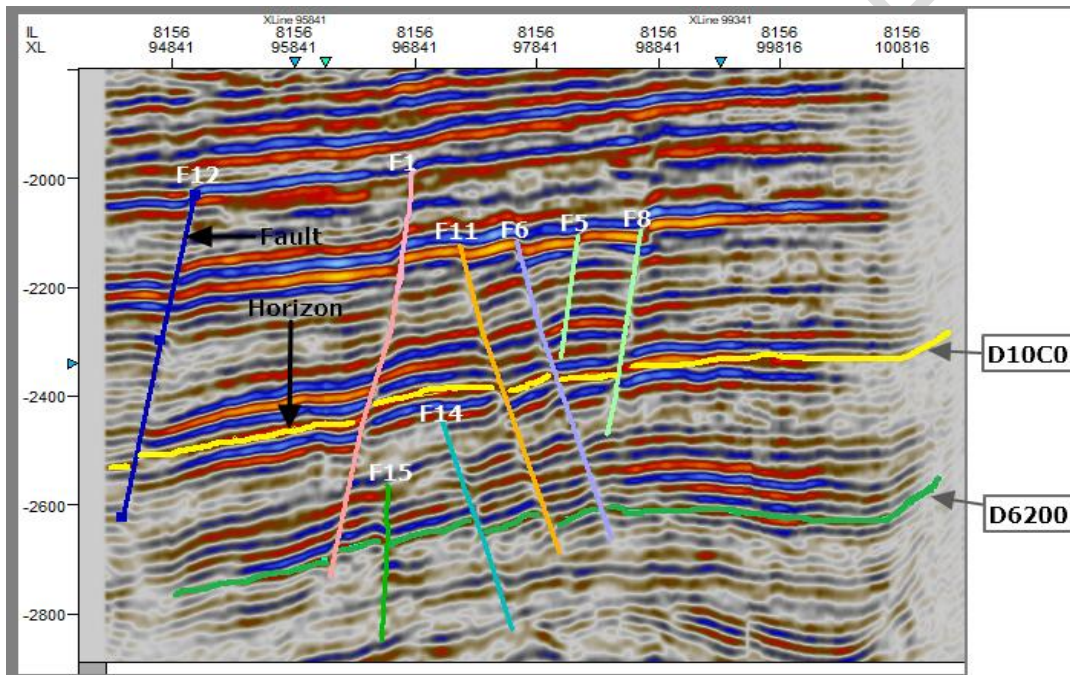 XLine 95841 XLine 99341
IL 8156 8156 8156 8156 8156 8156 8156
XL 94841 95841 96841 97841 98841 99816 100816
-2000
F12
F1
F11 F6 F5 F8
Fault
-2200
Horizon
D10C0
-2400
F14
F15
D6200
-2600
-2800